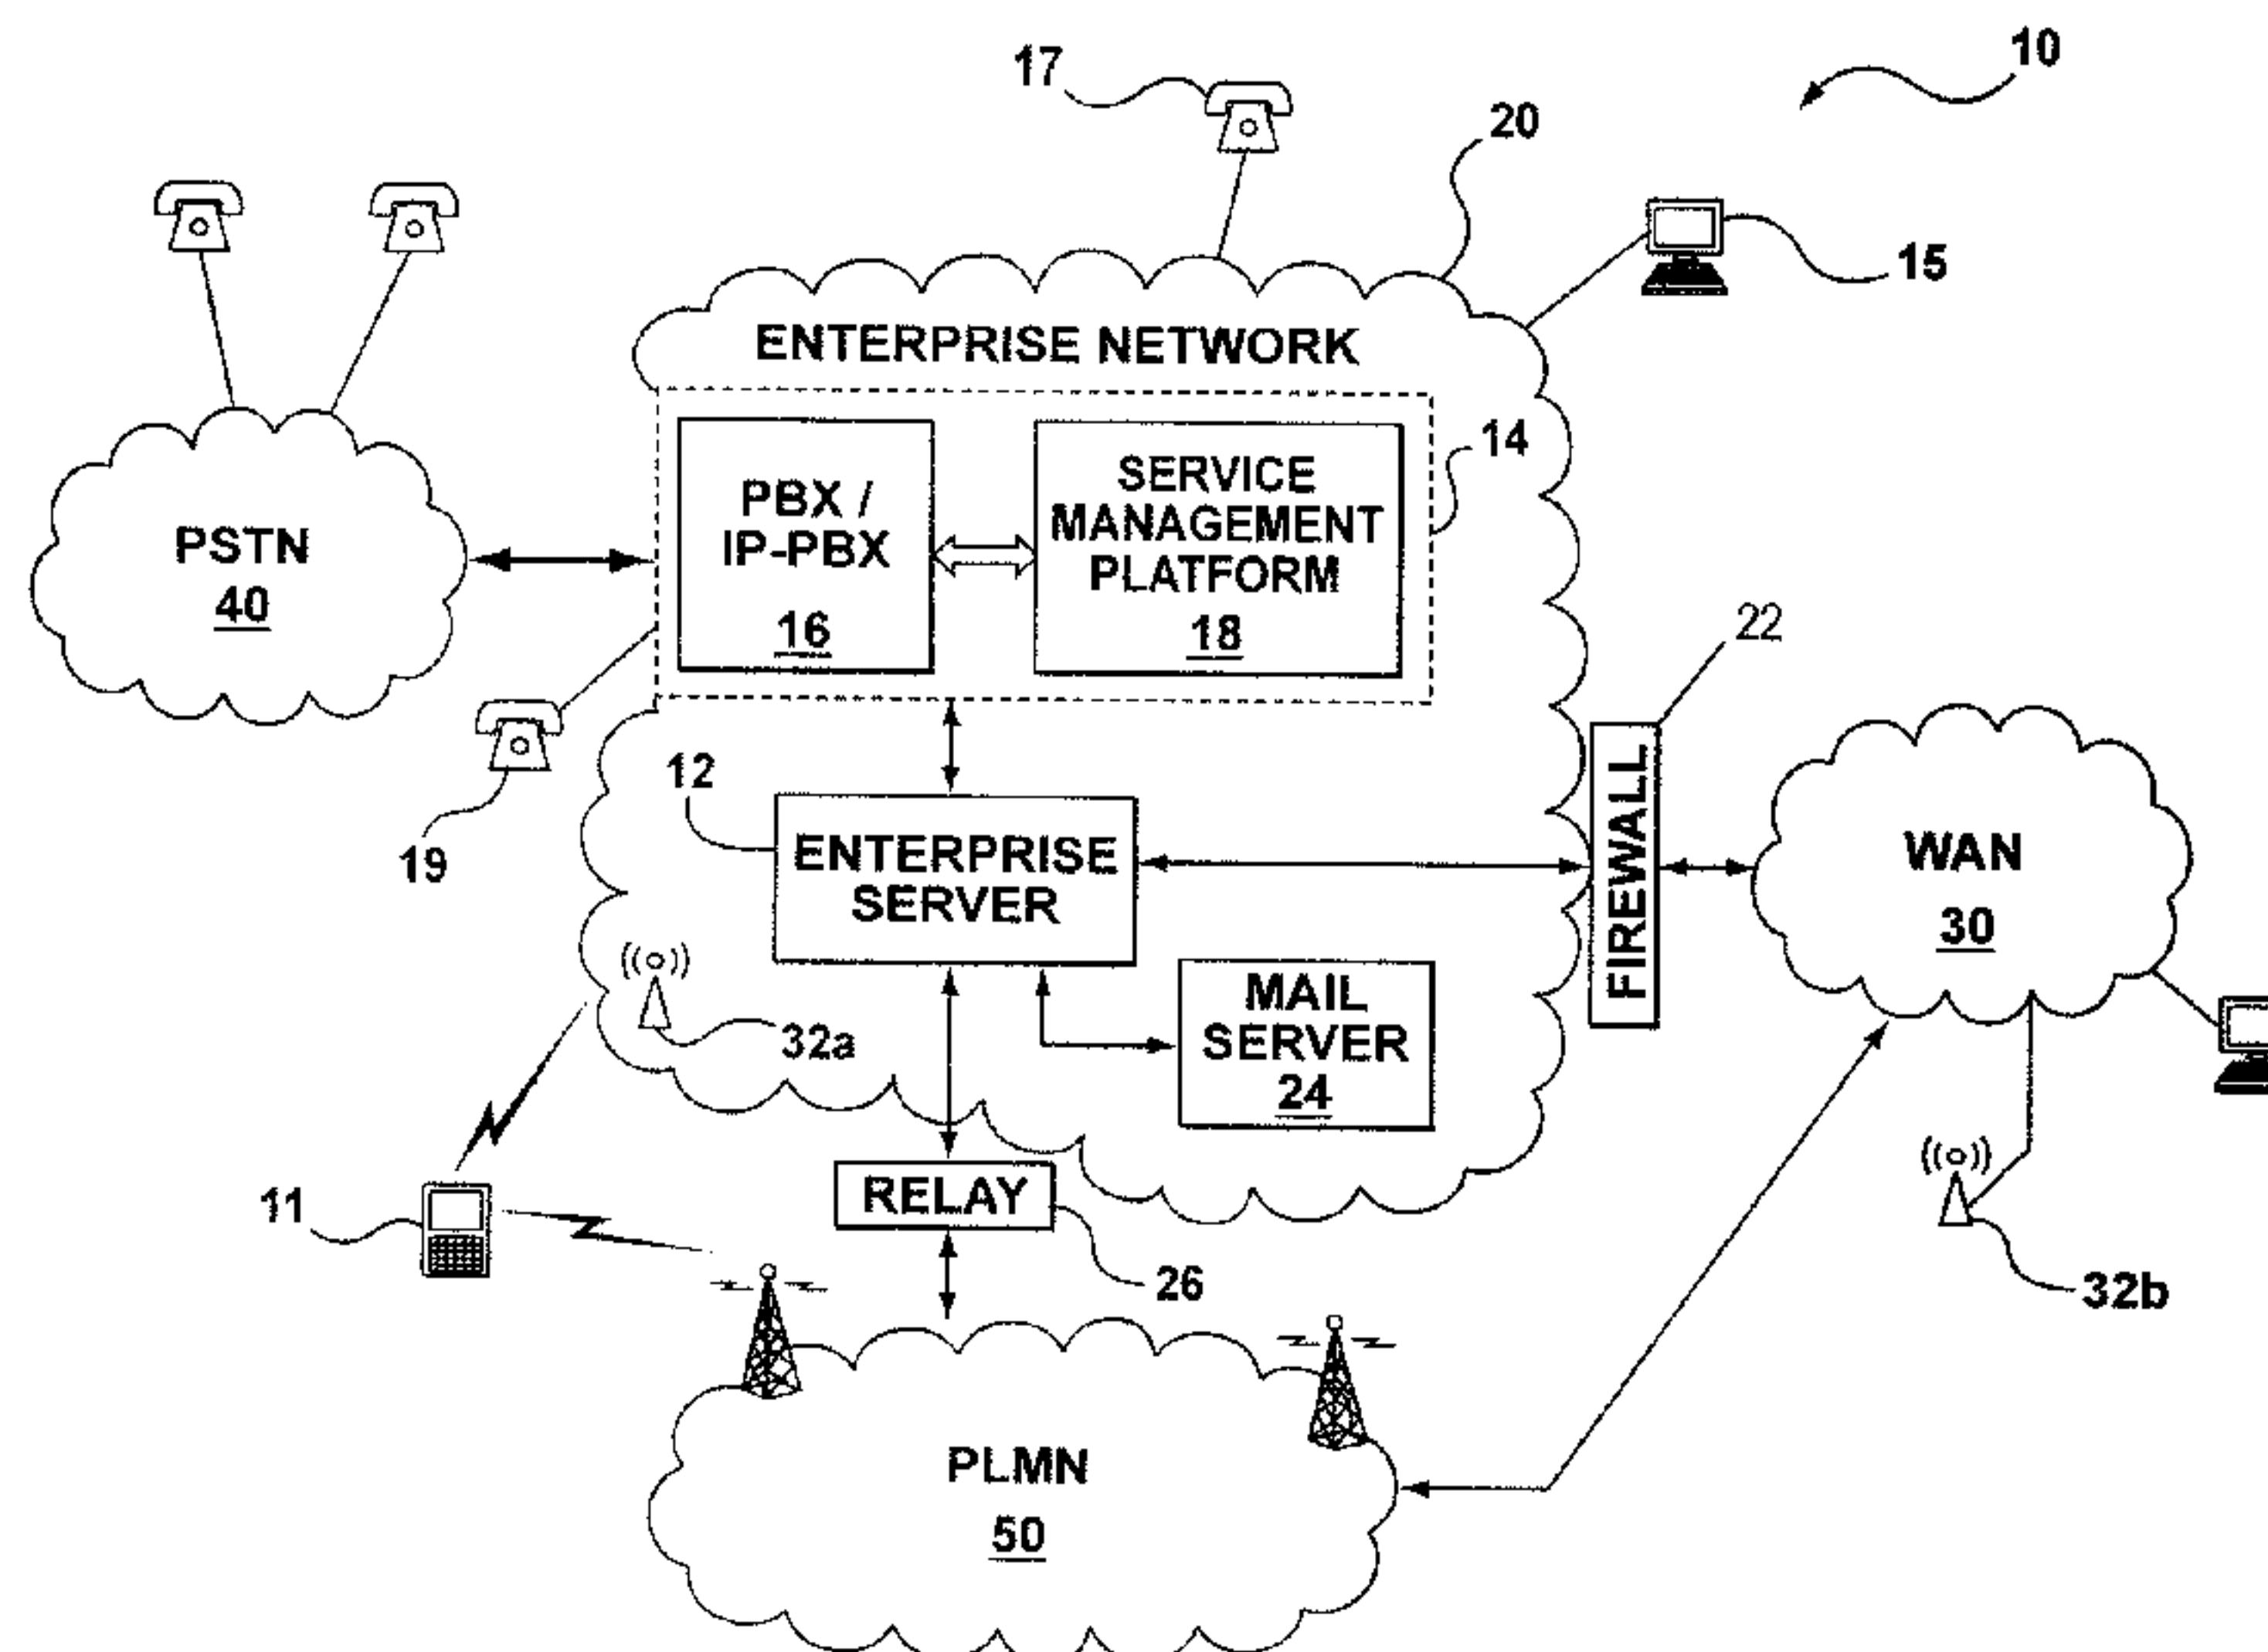 10
17
20
15
ENTERPRISE NETWORK
14
PBX /
IP-PBX
16
SERVICE
MANAGEMENT
PLATFORM
18
PSTN
40
22
19
12
ENTERPRISE
SERVER
FIREWALL
WAN
30
32a
MAIL
SERVER
24
11
RELAY
26
32b
PLMN
50